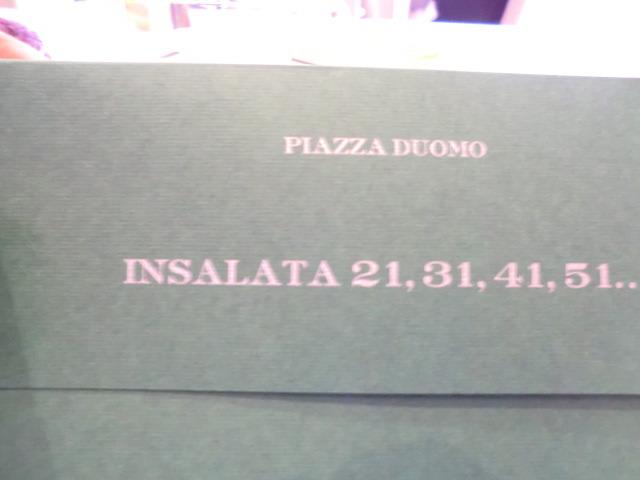 PIAZZA DUOMO
INSALATA 21, 31, 41, 51..